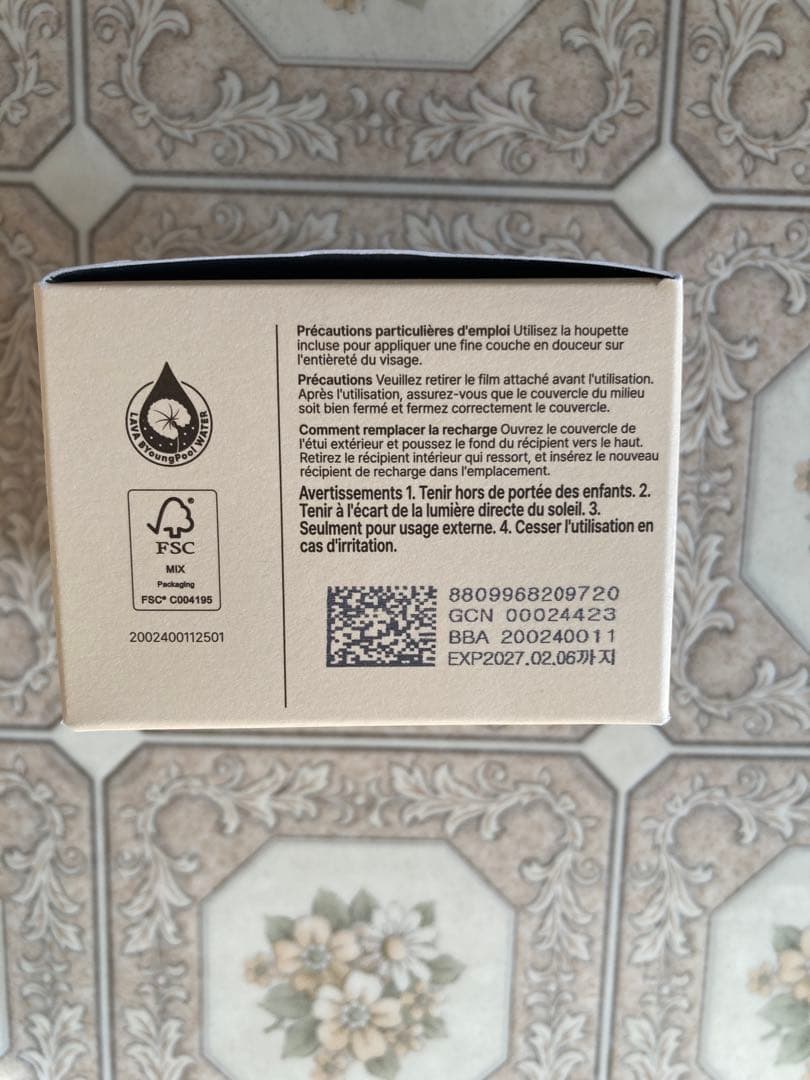 LAVA BYoungPool WATER
FSC
MIX
Packaging
FSC® C004195
2002400112501
Précautions particulières d'emploi Utilisez la houpette
incluse pour appliquer une fine couche en douceur sur
l'entièreté du visage.
Précautions Veuillez retirer le film attaché avant l'utilisation.
Après l'utilisation, assurez-vous que le couvercle du milieu
soit bien fermé et fermez correctement le couvercle.
Comment remplacer la recharge Ouvrez le couvercle de
l'étui extérieur et poussez le fond du récipient vers le haut.
Retirez le récipient intérieur qui ressort, et insérez le nouveau
récipient de recharge dans l'emplacement.
Avertissements 1. Tenir hors de portée des enfants. 2.
Tenir à l'écart de la lumière directe du soleil. 3.
Seulment pour usage externe. 4. Cesser l'utilisation en
cas d'irritation.
8809968209720
GCN 00024423
BBA 200240011
EXP2027.02.06까지